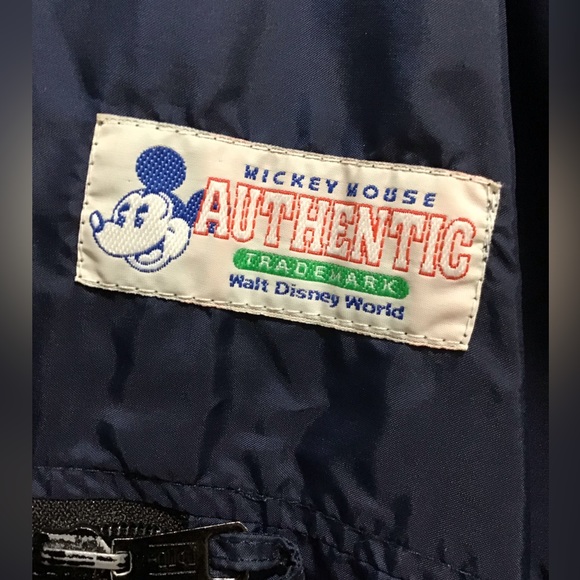 MICKEY MOUSE
AUTHENTIC
TRADEMARK
Walt Disney World